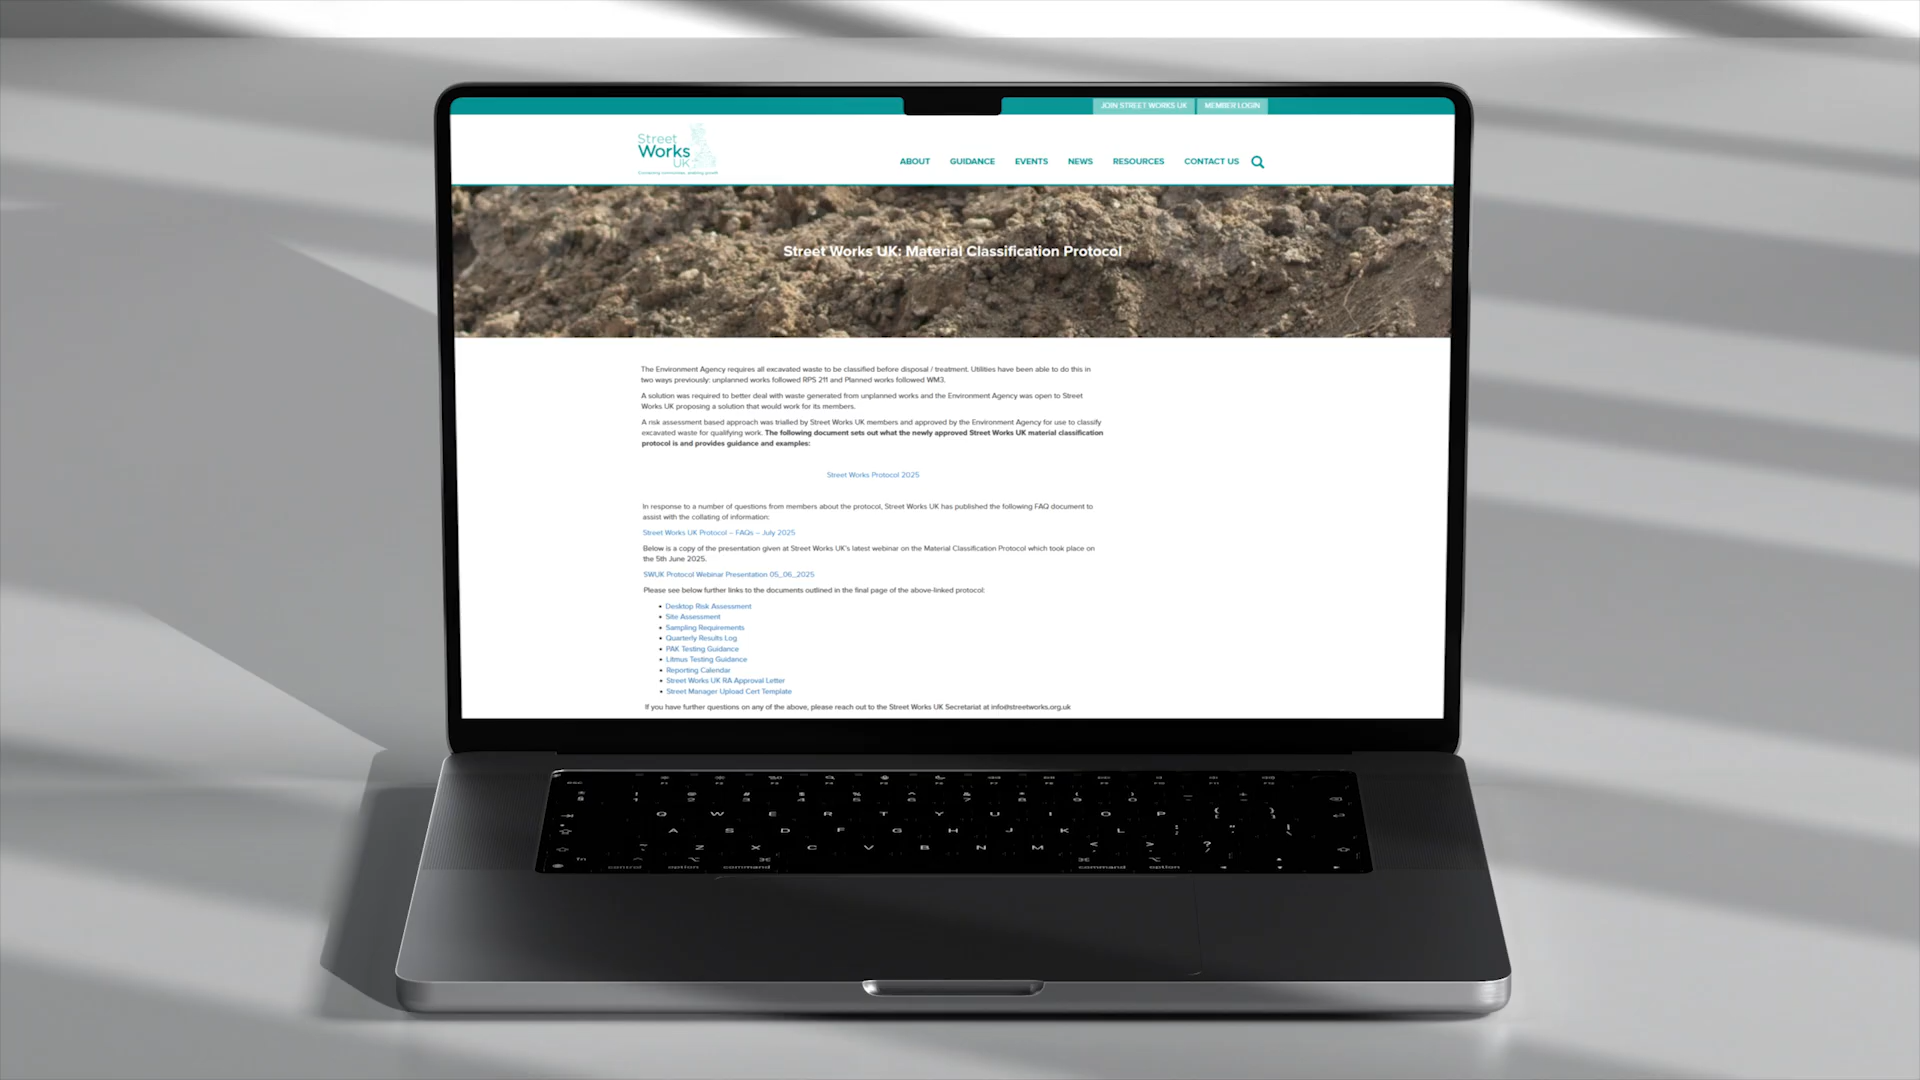 JOIN STREET WORKS UK MEMBER LOGIN
Street
Works
UK
ABOUT GUIDANCE EVENTS NEWS RESOURCES CONTACT US
Street Works UK: Material Classification Protocol
The Environment Agency requires all excavated waste to be classified before disposal / treatment. Utilities have been able to do this in
two ways previously: unplanned works followed RPS 211 and Planned works followed WM3.
A solution was required to better deal with waste generated from unplanned works and the Environment Agency was open to Street
Works UK proposing a solution that would work for its members.
A risk assessment based approach was trialled by Street Works UK members and approved by the Environment Agency for use to classify
excavated waste for qualifying work. The following document sets out what the newly approved Street Works UK material classification
protocol is and provides guidance and examples:
Street Works Protocol 2025
In response to a number of questions from members about the protocol, Street Works UK has published the following FAQ document to
assist with the collating of information:
Street Works UK Protocol – FAQs – July 2025
Below is a copy of the presentation given at Street Works UK's latest webinar on the Material Classification Protocol which took place on
the 5th June 2025.
SWUK Protocol Webinar Presentation 05_06_2025
Please see below further links to the documents outlined in the final page of the above-linked protocol:
• Desktop Risk Assessment
• Site Assessment
• Sampling Requirements
• Quarterly Results Log
• PAK Testing Guidance
• Litmus Testing Guidance
• Reporting Calendar
• Street Works UK RA Approval Letter
• Street Manager Upload Cert Template
If you have further questions on any of the above, please reach out to the Street Works UK Secretariat at info@streetworks.org.uk
Q W E R T Y U I O P
A S D F G H J K L
Z X C V B N M
fn control option command command option